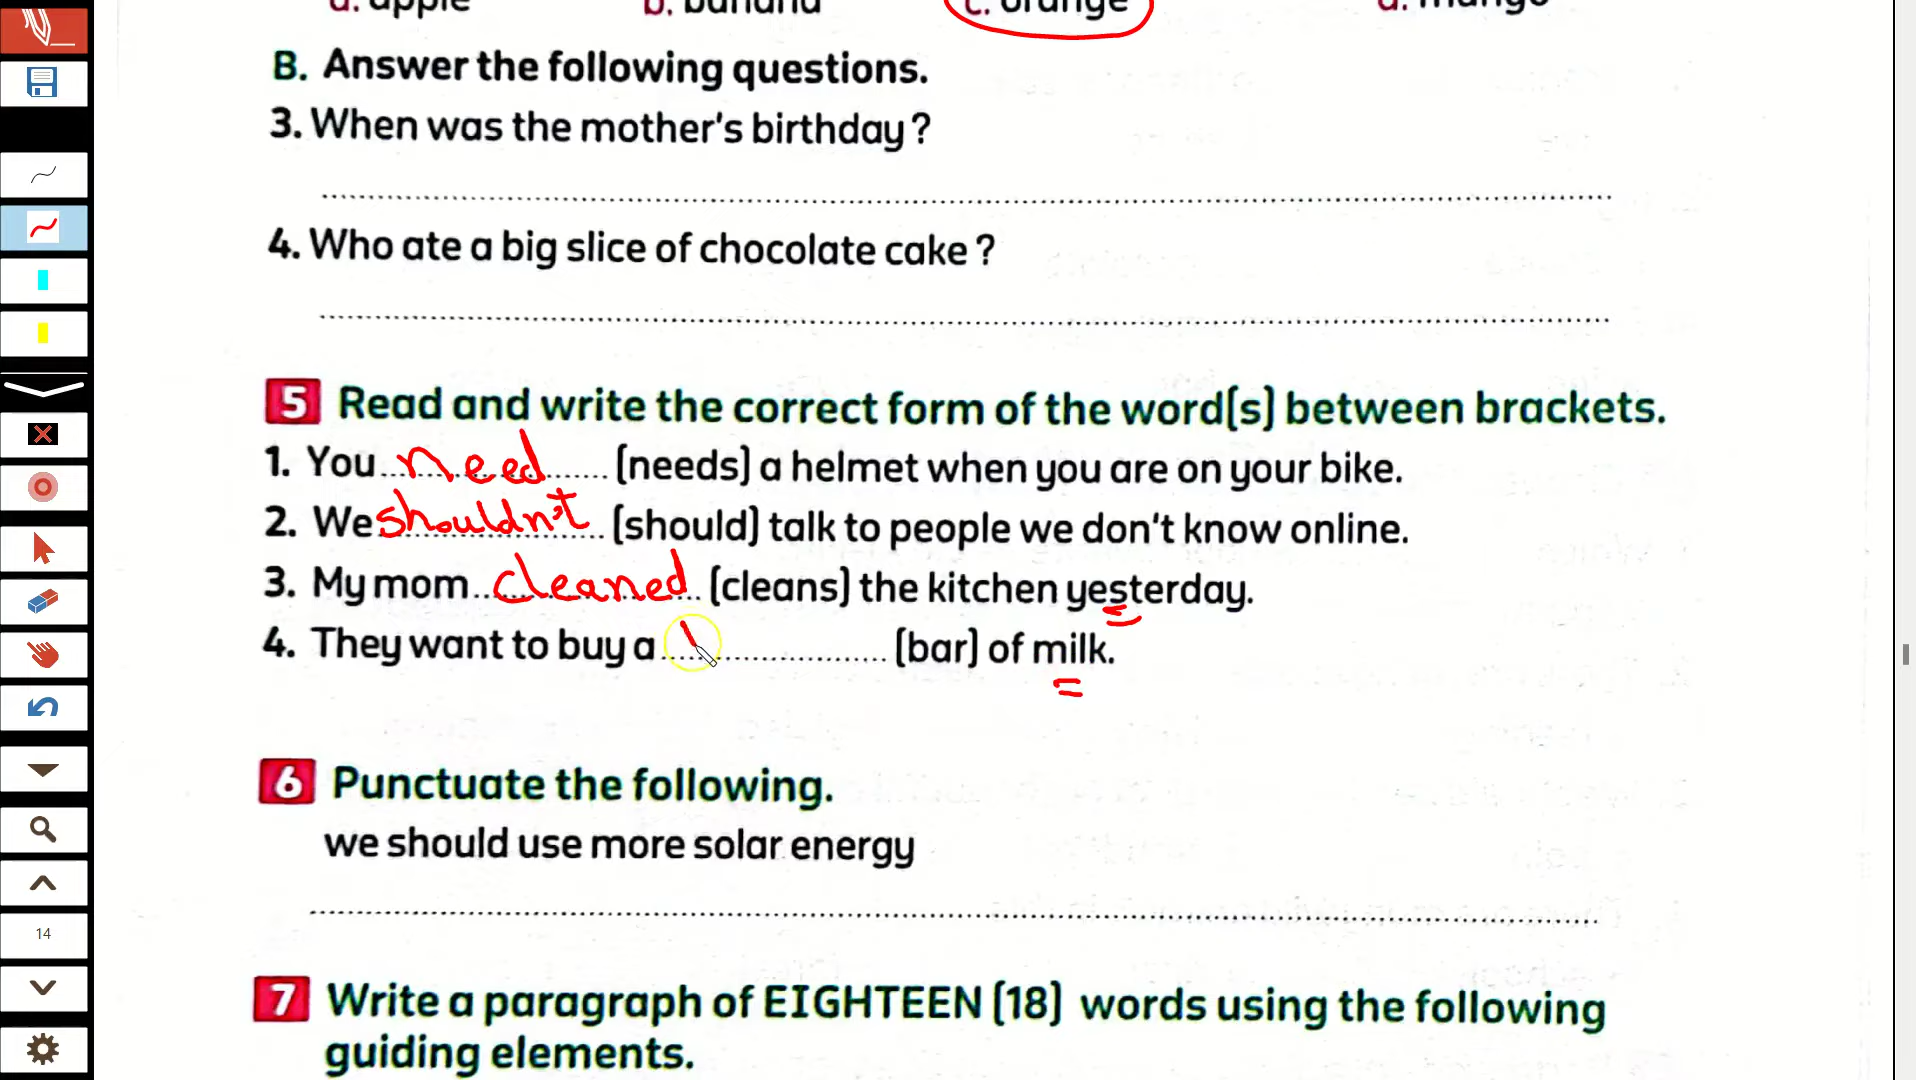 a. apple b. banana c. orange d. mango
B. Answer the following questions.
3. When was the mother's birthday?
4. Who ate a big slice of chocolate cake?
5 Read and write the correct form of the word(s) between brackets.
1. You need (needs) a helmet when you are on your bike.
2. We shouldn't (should) talk to people we don't know online.
3. My mom cleaned (cleans) the kitchen yesterday.
4. They want to buy a (bar) of milk.
6 Punctuate the following.
we should use more solar energy
14
7 Write a paragraph of EIGHTEEN (18) words using the following
guiding elements.